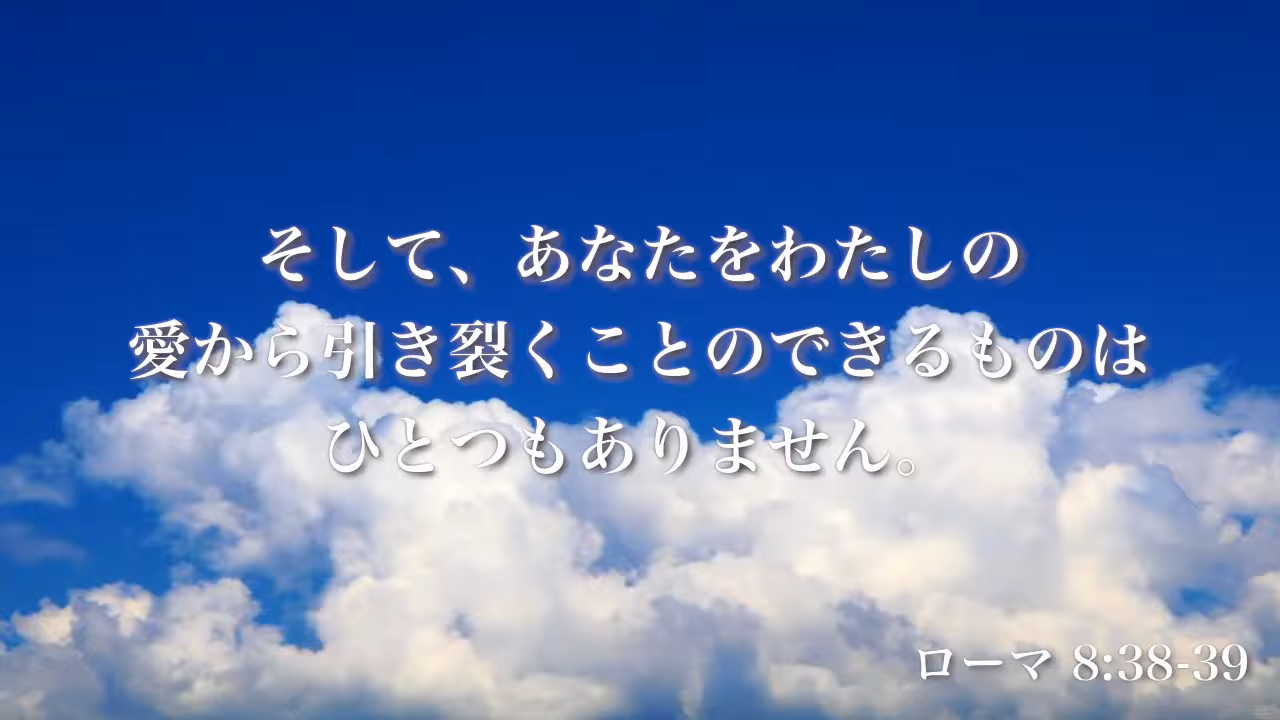 そして、あなたをわたしの
愛から引き裂くことのできるものは
ひとつもありません。
ローマ 8:38-39